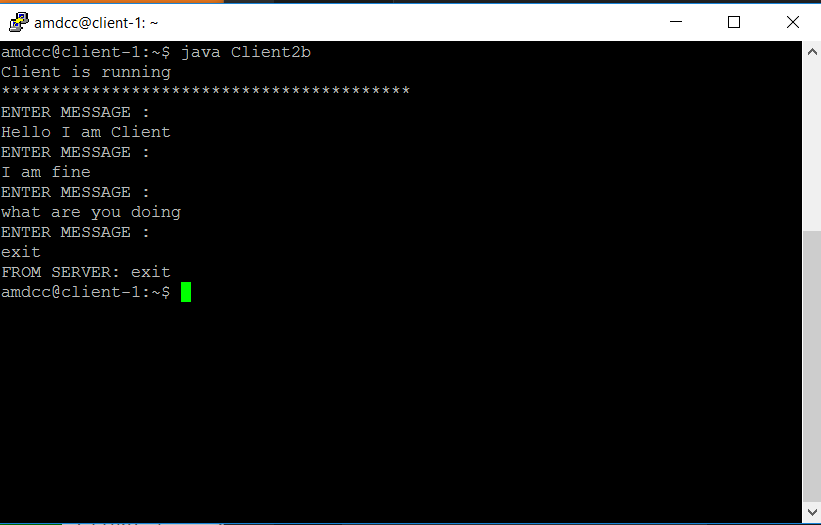 amdcc@client-1: ~
amdcc@client-1:~$ java Client2b
Client is running
*****************************************
ENTER MESSAGE :
Hello I am Client
ENTER MESSAGE :
I am fine
ENTER MESSAGE :
what are you doing
ENTER MESSAGE :
exit
FROM SERVER: exit
amdcc@client-1:~$